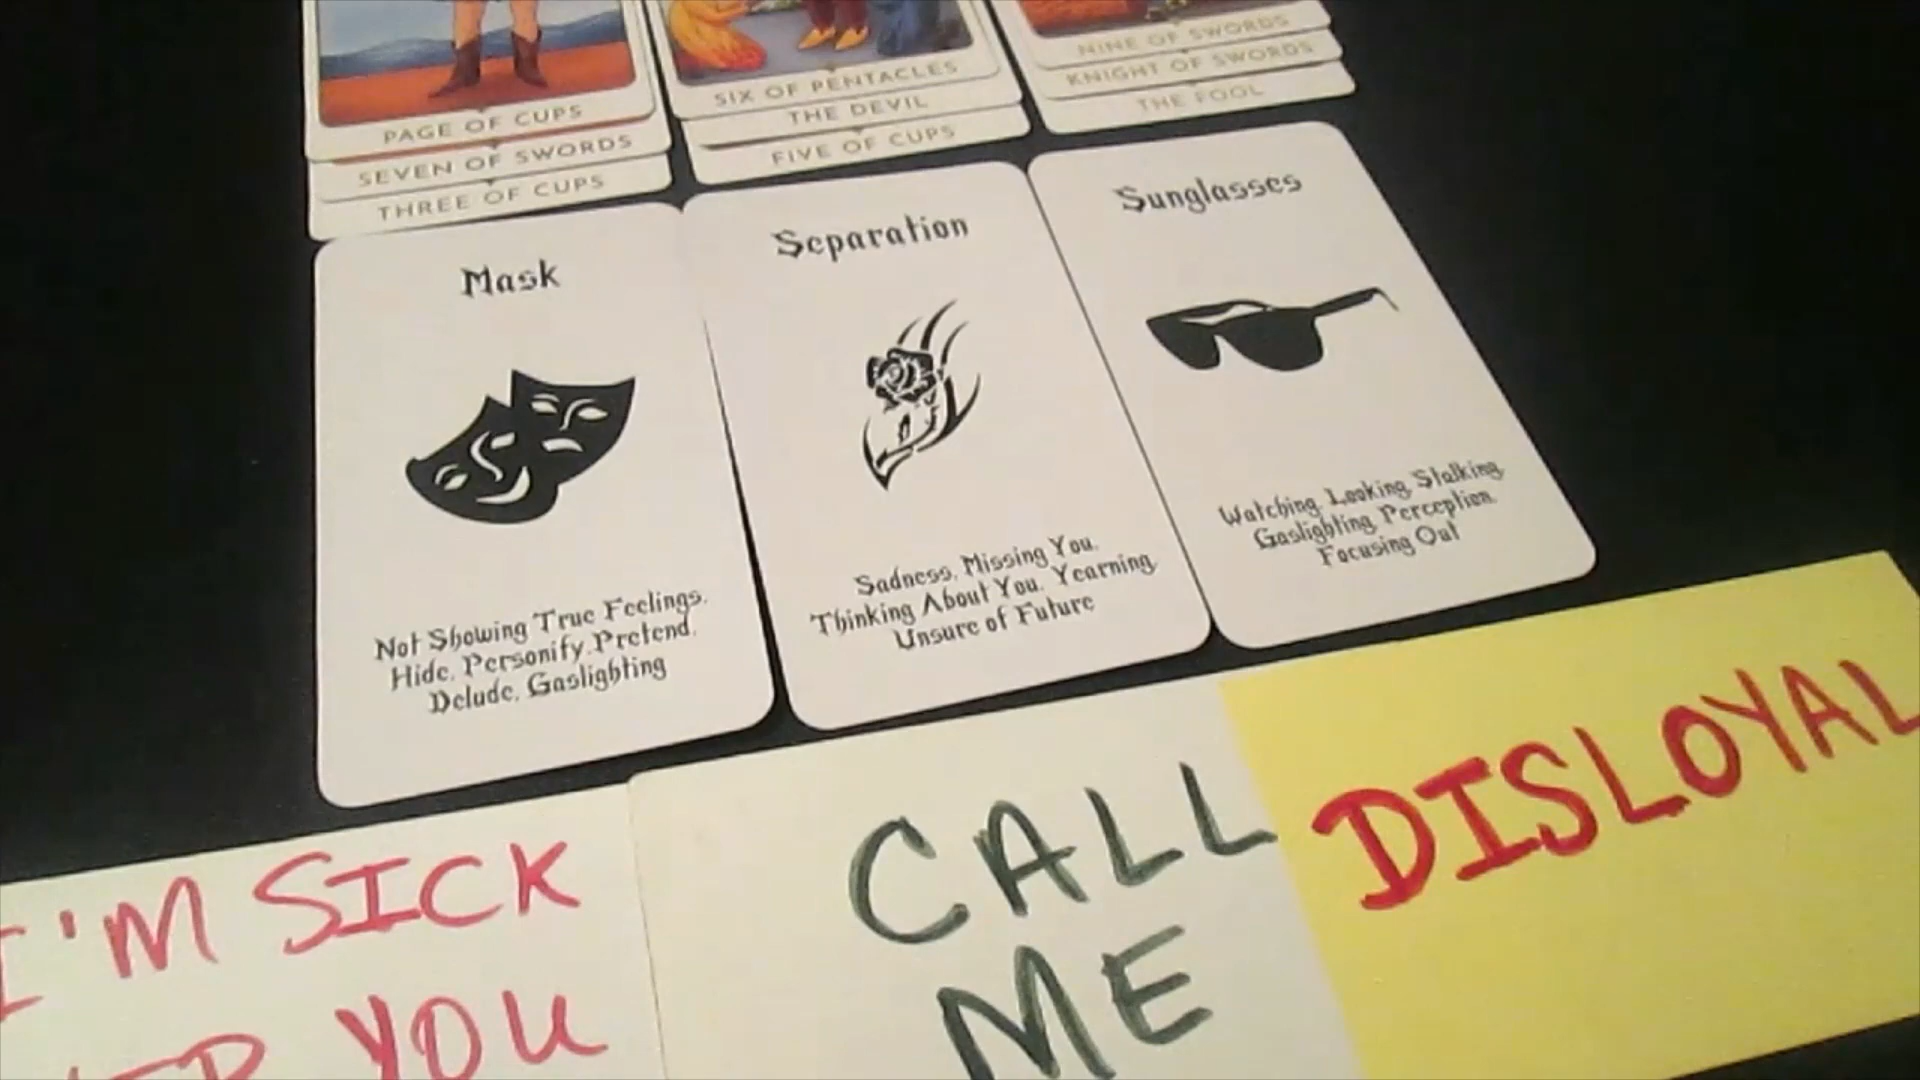 PAGE OF CUPS
SEVEN OF SWORDS
THREE OF CUPS
SIX OF PENTACLES
THE DEVIL
FIVE OF CUPS
NINE OF SWORDS
KNIGHT OF SWORDS
THE FOOL
Mask
Not Showing True Feelings.
Hide. Personify. Pretend.
Delude. Gaslighting
Separation
Sadness. Missing You.
Thinking About You. Yearning.
Unsure of Future
Sunglasses
Watching. Looking. Stalking.
Gaslighting. Perception.
Focusing Out
I'M SICK
YOU
CALL
ME
DISLOYAL